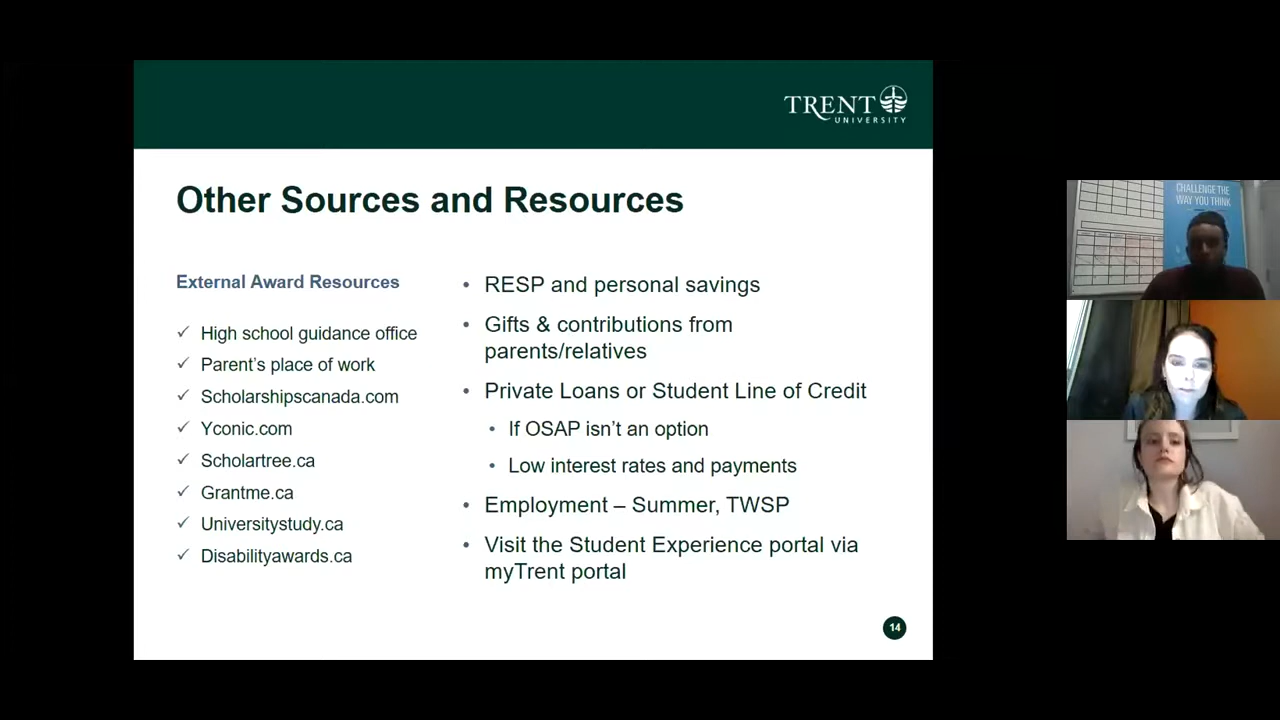 TRENT
UNIVERSITY
Other Sources and Resources
External Award Resources
✓ High school guidance office
✓ Parent's place of work
✓ Scholarshipscanada.com
✓ Yconic.com
✓ Scholartree.ca
✓ Grantme.ca
✓ Universitystudy.ca
✓ Disabilityawards.ca
• RESP and personal savings
• Gifts & contributions from
parents/relatives
• Private Loans or Student Line of Credit
• If OSAP isn't an option
• Low interest rates and payments
• Employment – Summer, TWSP
• Visit the Student Experience portal via
myTrent portal
14
CHALLENGE THE
WAY YOU THINK